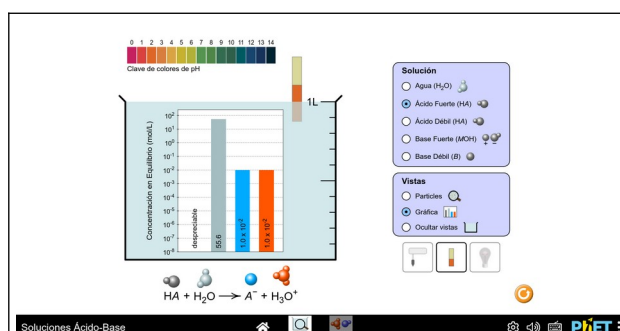 0 1 2 3 4 5 6 7 8 9 10 11 12 13 14
Clave de colores de pH
1L
Concentración en Equilibrio (mol/L)
10²
10¹
10⁰
10⁻¹
10⁻²
10⁻³
10⁻⁴
10⁻⁵
10⁻⁶
10⁻⁷
10⁻⁸
despreciable
55.6
1.0 x 10⁻²
1.0 x 10⁻²
HA + H₂O → A⁻ + H₃O⁺
Solución
Agua (H₂O)
Ácido Fuerte (HA)
Ácido Débil (HA)
Base Fuerte (MOH)
+ −
Base Débil (B)
Vistas
Particles
Gráfica
Ocultar vistas
Soluciones Ácido-Base
PhET